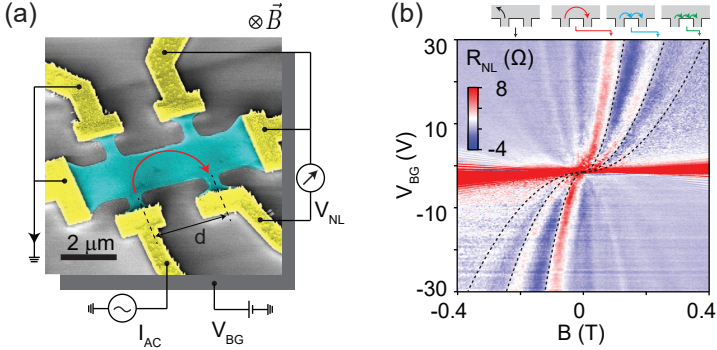 (a)
⊗ B⃗
V_NL
d
2 μm
I_AC
V_BG
(b)
R_NL (Ω)
8
-4
V_BG (V)
30
10
-10
-30
-0.4
0
0.4
B (T)